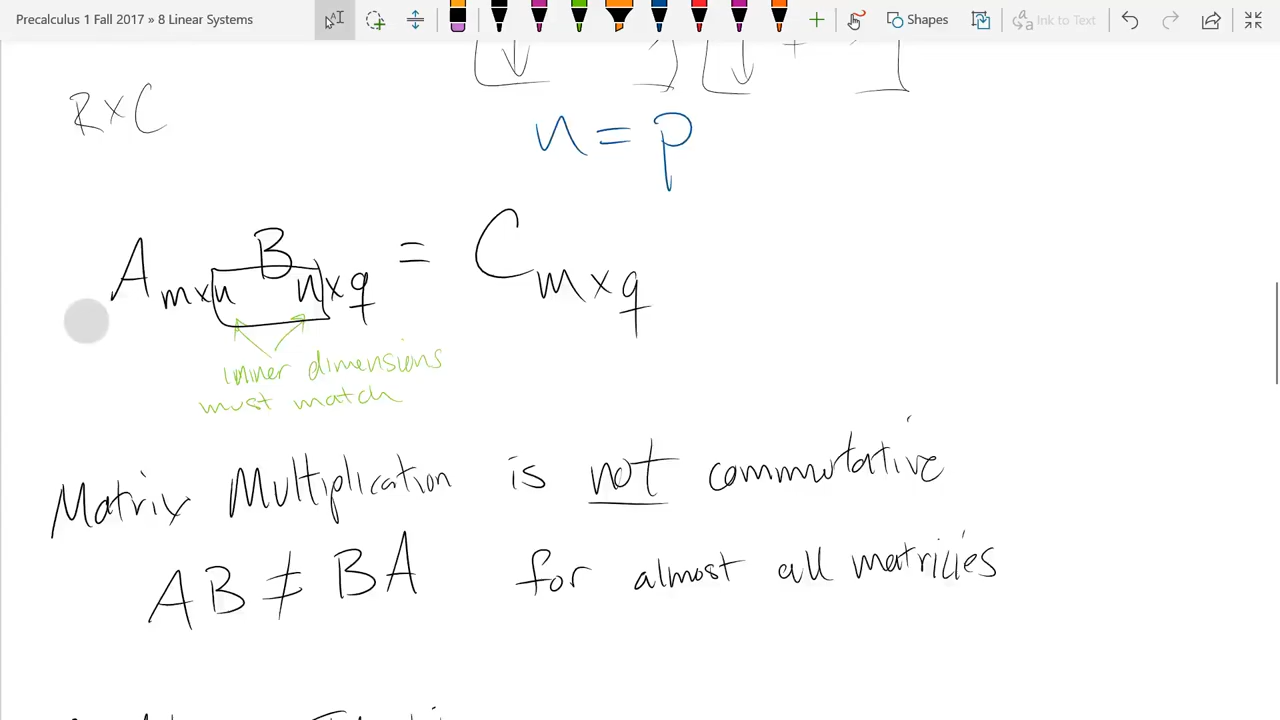 Precalculus 1 Fall 2017 » 8 Linear Systems
Shapes
Ink to Text
R×C
n = p
A m×n B n×q = C m×q
inner dimensions
must match
Matrix Multiplication is not commutative
AB ≠ BA for almost all matricies